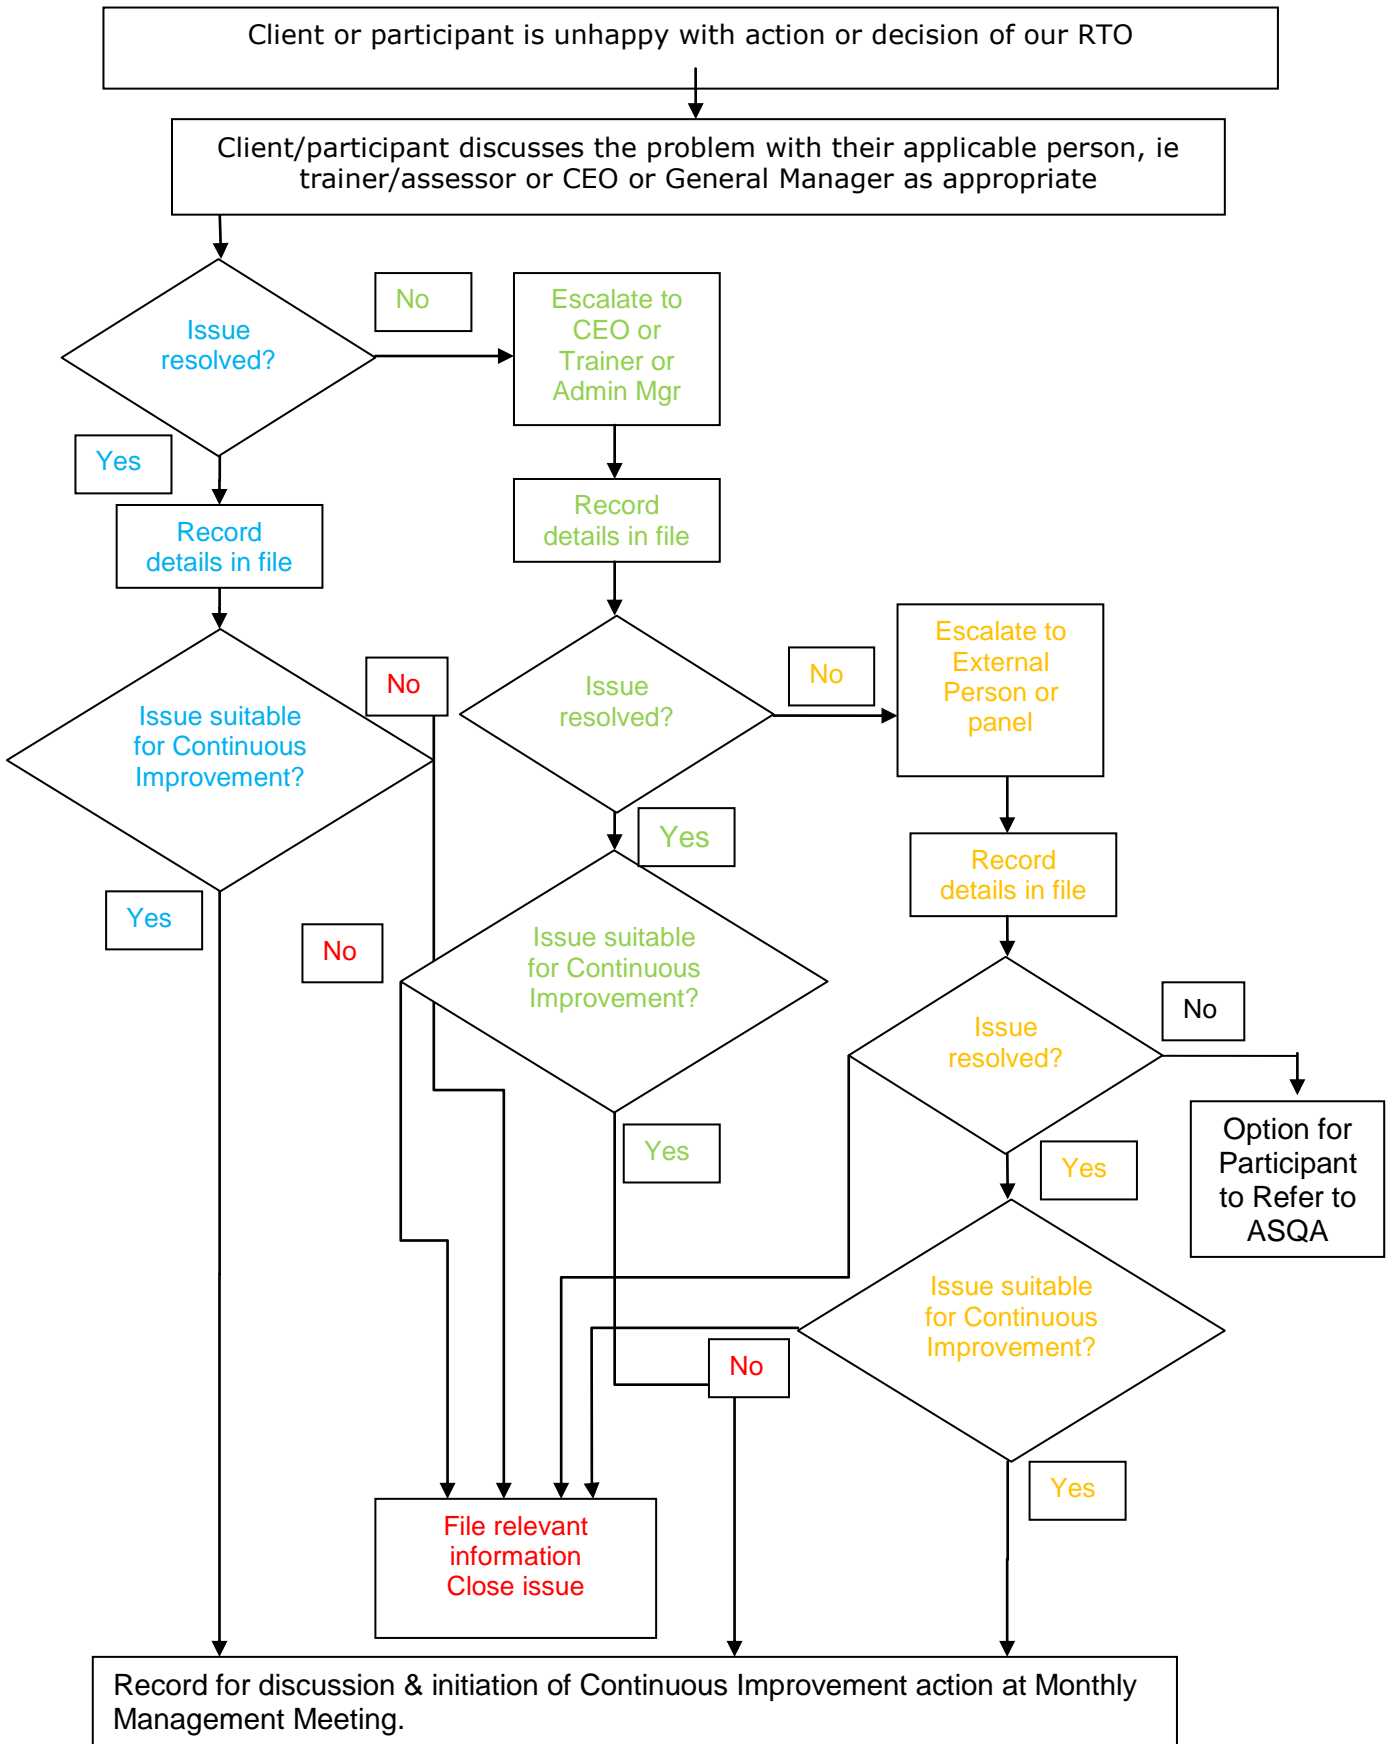 Client or participant is unhappy with action or decision of our RTO
Client/participant discusses the problem with their applicable person, ie
trainer/assessor or CEO or General Manager as appropriate
Issue
resolved?
No
Escalate to
CEO or
Trainer or
Admin Mgr
Yes
Record
details in file
Record
details in file
Issue suitable
for Continuous
Improvement?
No
Issue
resolved?
No
Escalate to
External
Person or
panel
Yes
Yes
Record
details in file
No
Issue suitable
for Continuous
Improvement?
Issue
resolved?
No
Yes
Yes
Option for
Participant
to Refer to
ASQA
Issue suitable
for Continuous
Improvement?
No
Yes
File relevant
information
Close issue
Record for discussion & initiation of Continuous Improvement action at Monthly
Management Meeting.